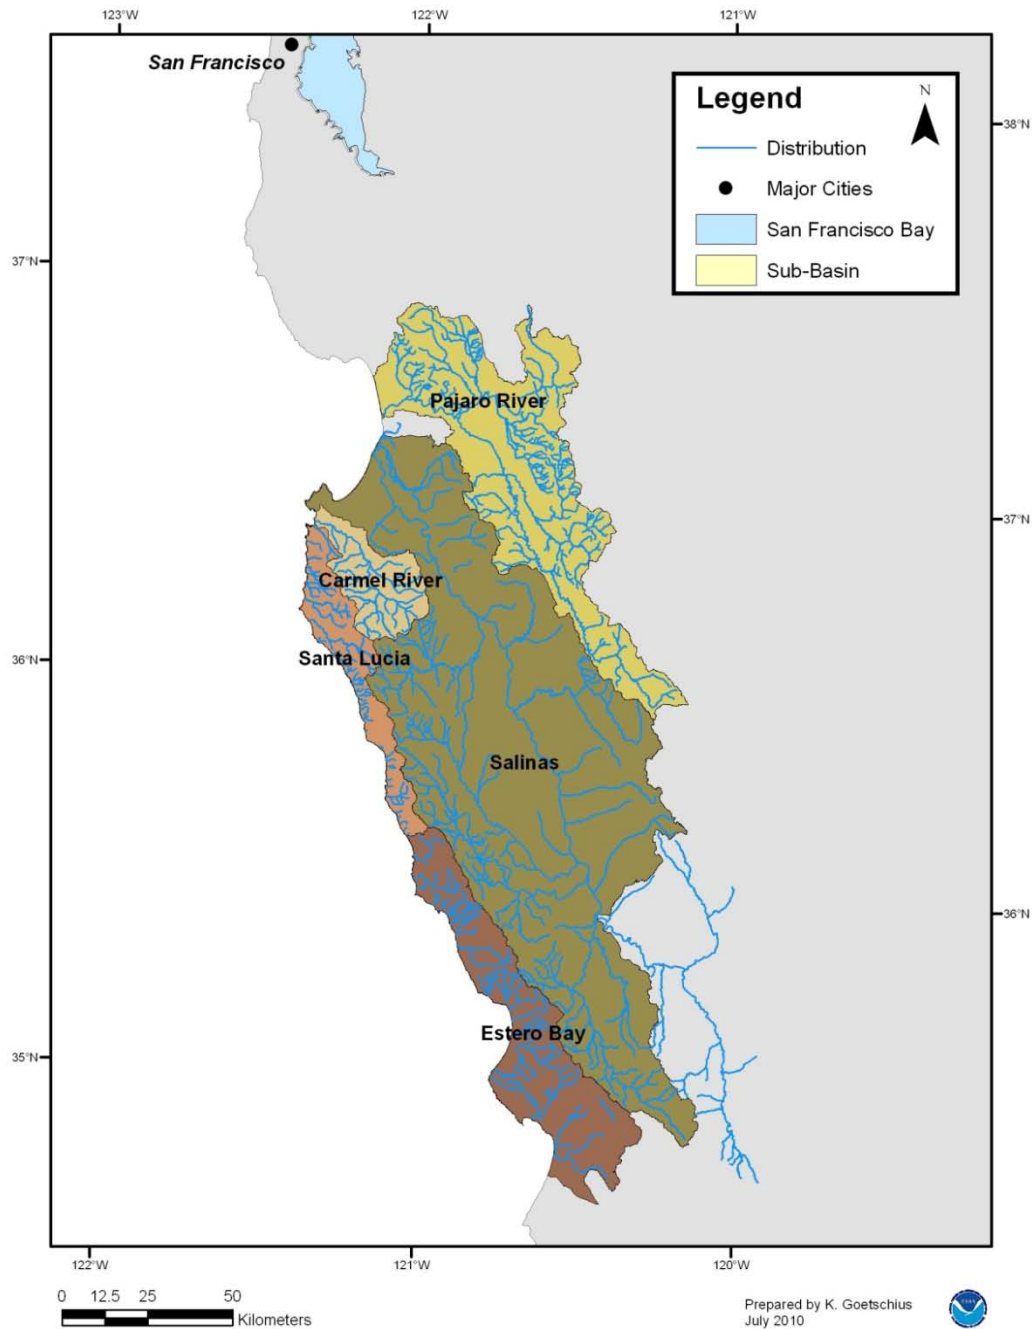 123°W 122°W 121°W
San Francisco
Legend
N
Distribution
Major Cities
San Francisco Bay
Sub-Basin
38°N
37°N
Pajaro River
37°N
Carmel River
Santa Lucia
36°N
Salinas
36°N
Estero Bay
35°N
122°W 121°W 120°W
0 12.5 25 50
Kilometers
Prepared by K. Goetschius
July 2010